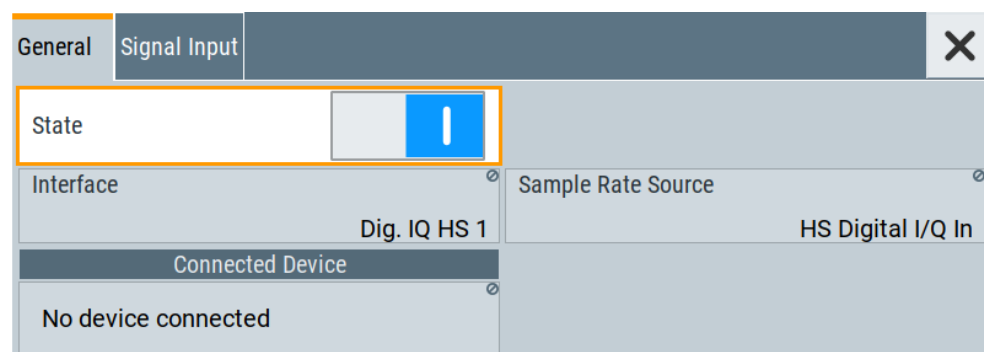 General
Signal Input
State
Interface
Dig. IQ HS 1
Sample Rate Source
HS Digital I/Q In
Connected Device
No device connected